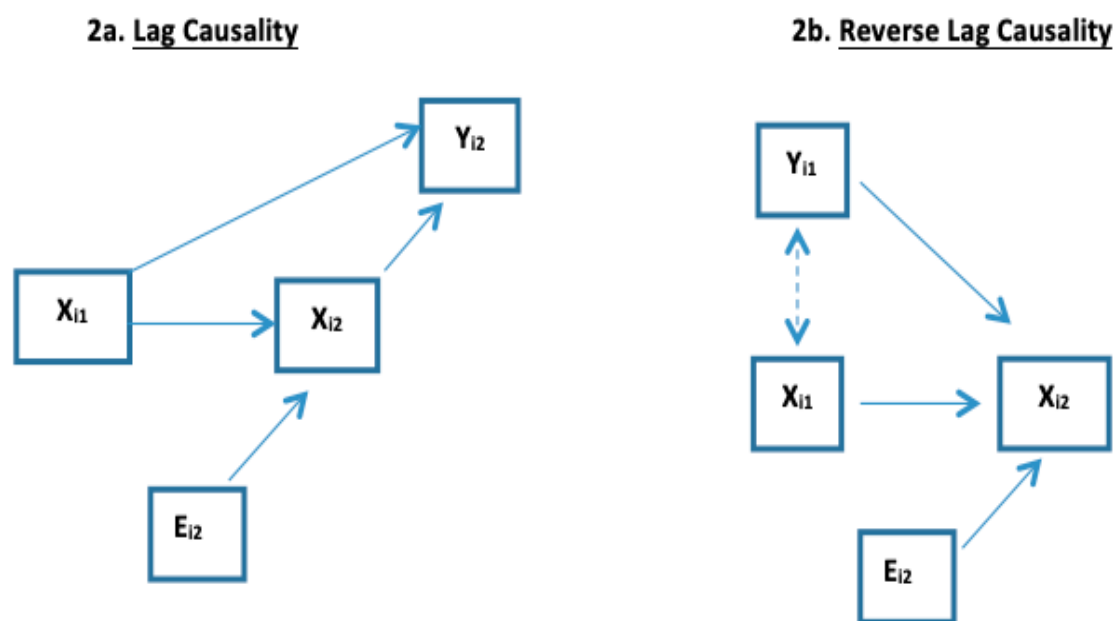 2a. Lag Causality
2b. Reverse Lag Causality
Yi2
Xi1
Xi2
Ei2
Yi1
Xi1
Xi2
Ei2